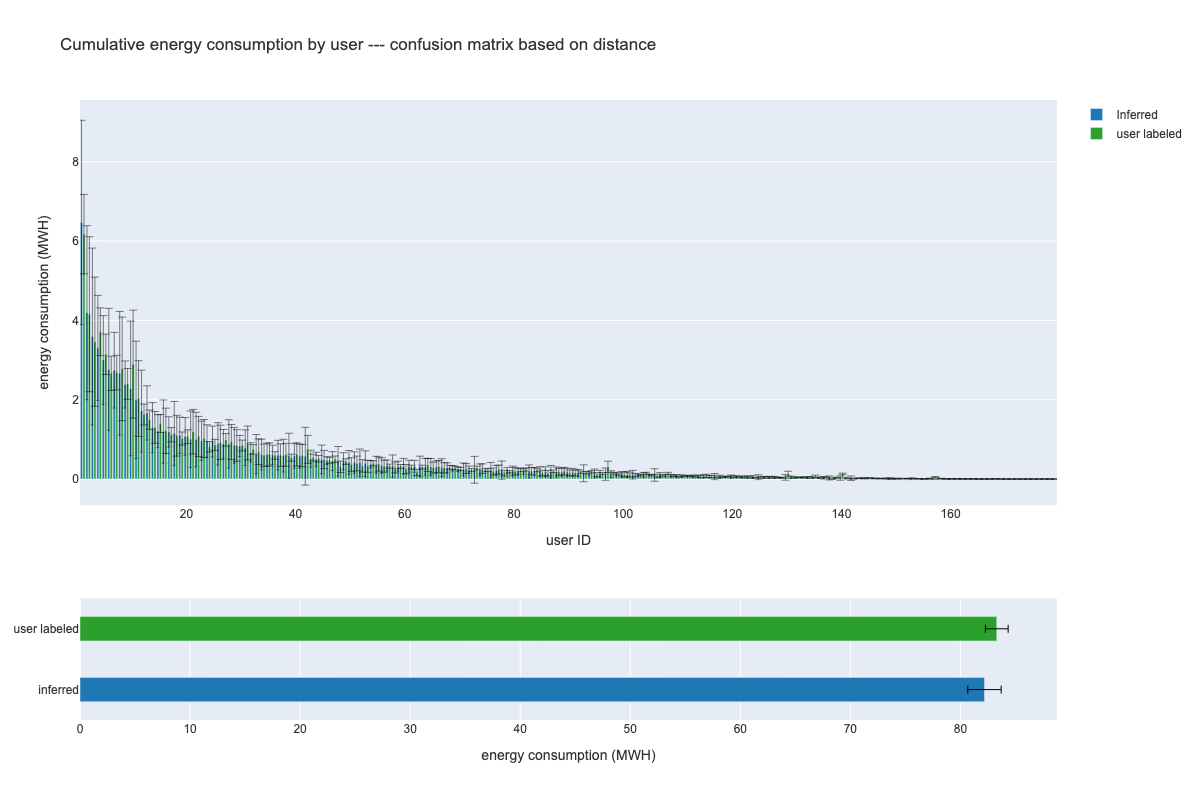 Cumulative energy consumption by user --- confusion matrix based on distance
Inferred
user labeled
energy consumption (MWH)
8
6
4
2
0
20 40 60 80 100 120 140 160
user ID
user labeled
inferred
0 10 20 30 40 50 60 70 80
energy consumption (MWH)